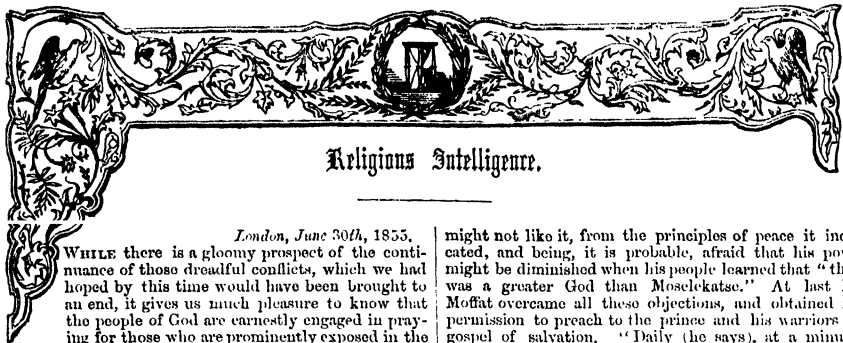 Religious Intelligence.
London, June 30th, 1855.
WHILE there is a gloomy prospect of the conti-
nuance of those dreadful conflicts, which we had
hoped by this time would have been brought to
an end, it gives us much pleasure to know that
the people of God are earnestly engaged in pray-
ing for those who are prominently exposed in the
might not like it, from the principles of peace it
cated, and being, it is probable, afraid that his
might be diminished when his people learned that "
was a greater God than Moselekatse." At last
Moffat overcame all these objections, and obtained
permission to preach to the prince and his warriors
gospel of salvation. "Daily (he says), at a